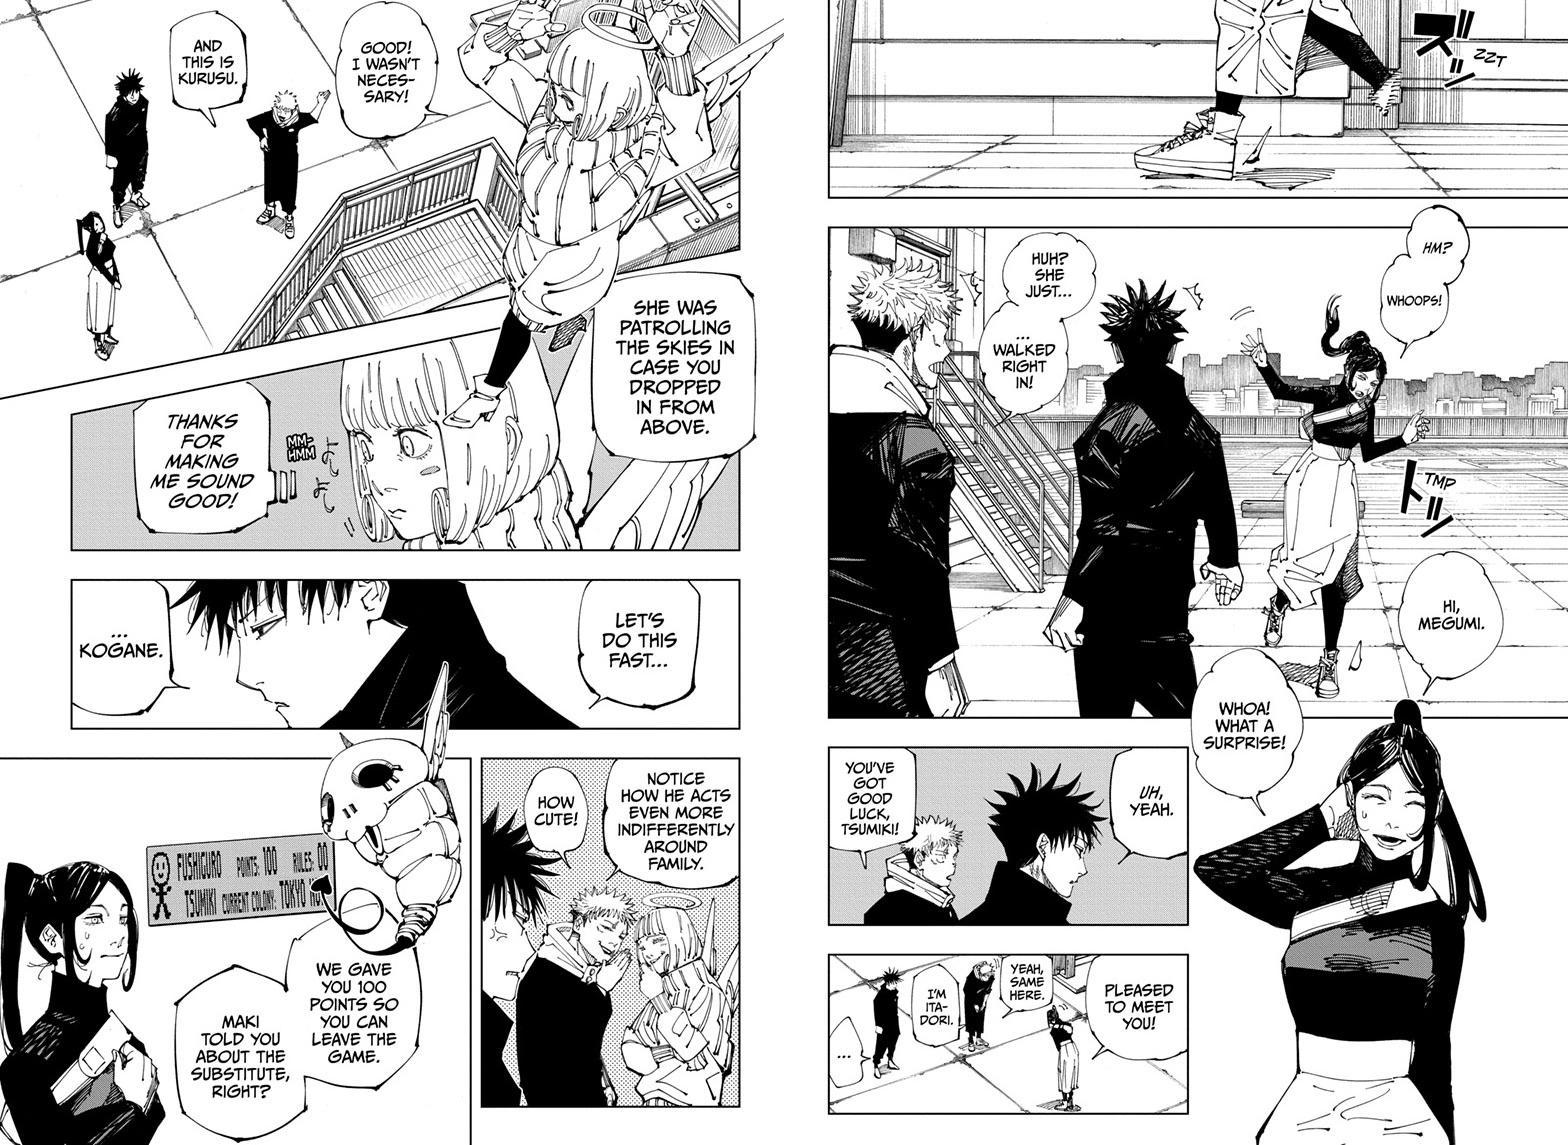 ズッ
ZZT
HM?
WHOOPS!
HUH?
SHE
JUST...
...
WALKED
RIGHT
IN!
トッ
TMP
HI,
MEGUMI.
WHOA!
WHAT A
SURPRISE!
UH,
YEAH.
YOU'VE
GOT
GOOD
LUCK,
TSUMIKI!
PLEASED
TO MEET
YOU!
YEAH,
SAME
HERE.
I'M
ITA-
DORI.
...
AND
THIS IS
KURUSU.
GOOD!
I WASN'T
NECES-
SARY!
SHE WAS
PATROLLING
THE SKIES IN
CASE YOU
DROPPED
IN FROM
ABOVE.
THANKS
FOR
MAKING
ME SOUND
GOOD!
MM-
HMM
よし
よし
LET'S
DO THIS
FAST...
...
KOGANE.
NOTICE
HOW HE ACTS
EVEN MORE
INDIFFERENTLY
AROUND
FAMILY.
HOW
CUTE!
FUSHIGURO POINTS: 100 RULES: 00
TSUMIKI CURRENT COLONY: TOKYO NO.
WE GAVE
YOU 100
POINTS SO
YOU CAN
LEAVE THE
GAME.
MAKI
TOLD YOU
ABOUT THE
SUBSTITUTE,
RIGHT?